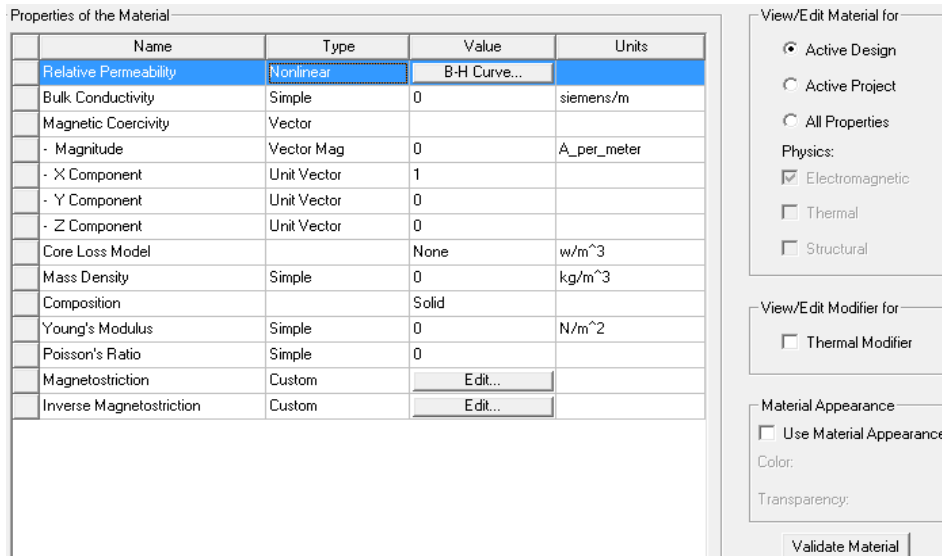 Properties of the Material
Name Type Value Units
Relative Permeability Nonlinear B-H Curve...
Bulk Conductivity Simple 0 siemens/m
Magnetic Coercivity Vector
- Magnitude Vector Mag 0 A_per_meter
- X Component Unit Vector 1
- Y Component Unit Vector 0
- Z Component Unit Vector 0
Core Loss Model None w/m^3
Mass Density Simple 0 kg/m^3
Composition Solid
Young's Modulus Simple 0 N/m^2
Poisson's Ratio Simple 0
Magnetostriction Custom Edit...
Inverse Magnetostriction Custom Edit...
View/Edit Material for
Active Design
Active Project
All Properties
Physics:
Electromagnetic
Thermal
Structural
View/Edit Modifier for
Thermal Modifier
Material Appearance
Use Material Appearance
Color:
Transparency:
Validate Material